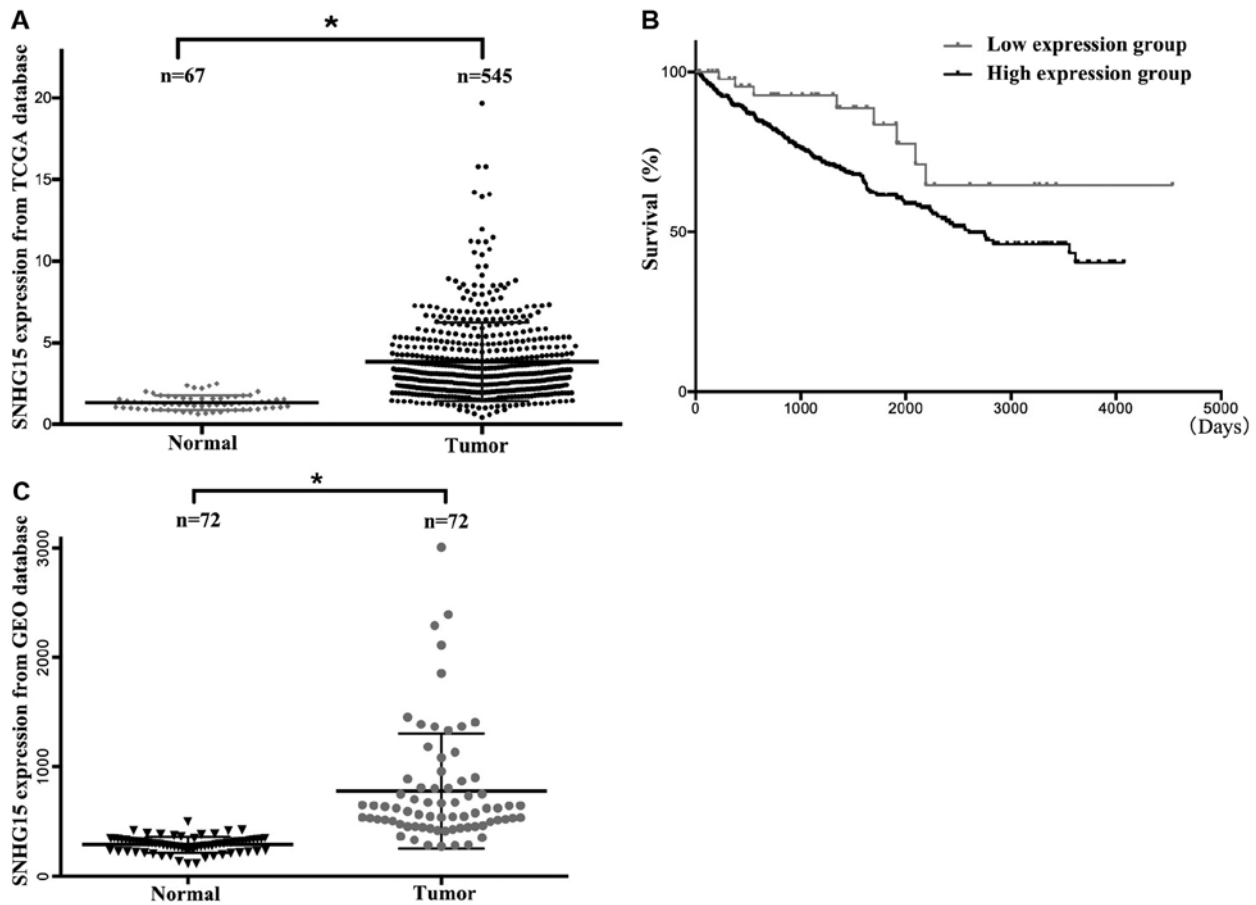 A
*
n=67
n=545
SNHG15 expression from TCGA database
20
15
10
5
0
Normal
Tumor
B
Low expression group
High expression group
Survival (%)
100
50
0
0
1000
2000
3000
4000
5000
(Days)
C
*
n=72
n=72
SNHG15 expression from GEO database
3000
2000
1000
0
Normal
Tumor